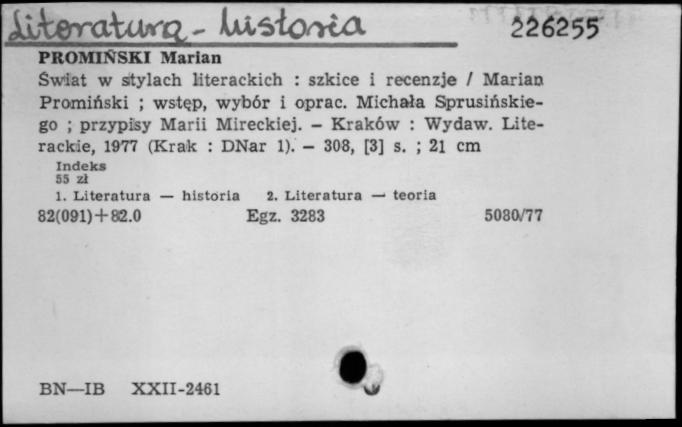 Literatura - historia
226255
PROMIŃSKI Marian
Świat w stylach literackich : szkice i recenzje / Marian
Promiński ; wstęp, wybór i oprac. Michała Sprusińskie-
go ; przypisy Marii Mireckiej. — Kraków : Wydaw. Lite-
rackie, 1977 (Krak : DNar 1). — 308, [3] s. ; 21 cm
Indeks
55 zł
1. Literatura — historia 2. Literatura — teoria
82(091)+82.0 Egz. 3283 5080/77
BN—IB XXII-2461